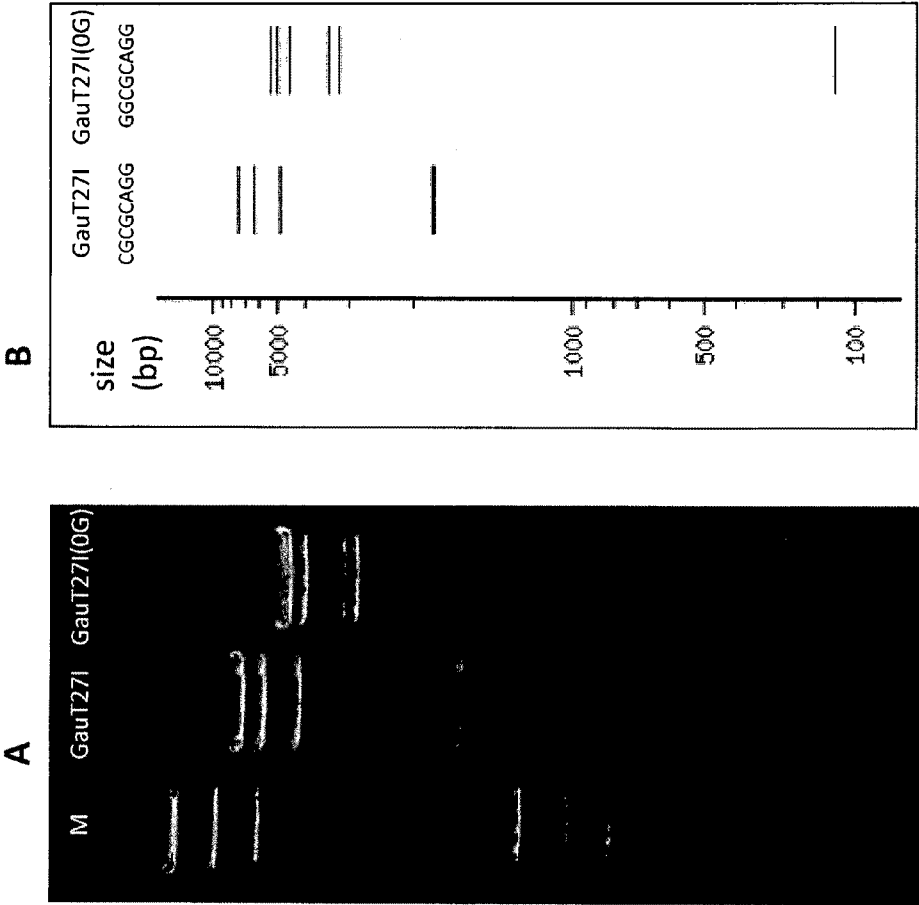 A
M GauT27I GauT27I(0G)
B
size GauT27I GauT27I(0G)
(bp) CGCGCAGG GGCGCAGG
10000
5000
1000
500
100